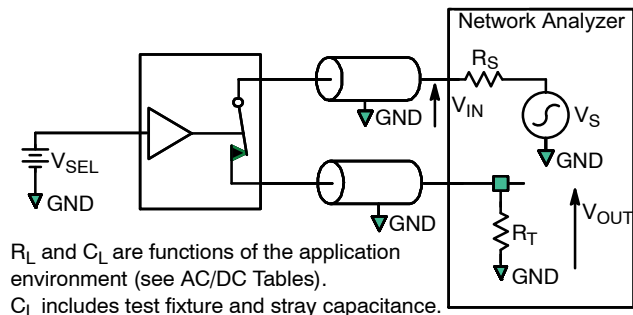 Network Analyzer
R_S
V_IN
GND
V_S
GND
V_SEL
GND
GND
V_OUT
R_T
GND
R_L and C_L are functions of the application
environment (see AC/DC Tables).
C_L includes test fixture and stray capacitance.